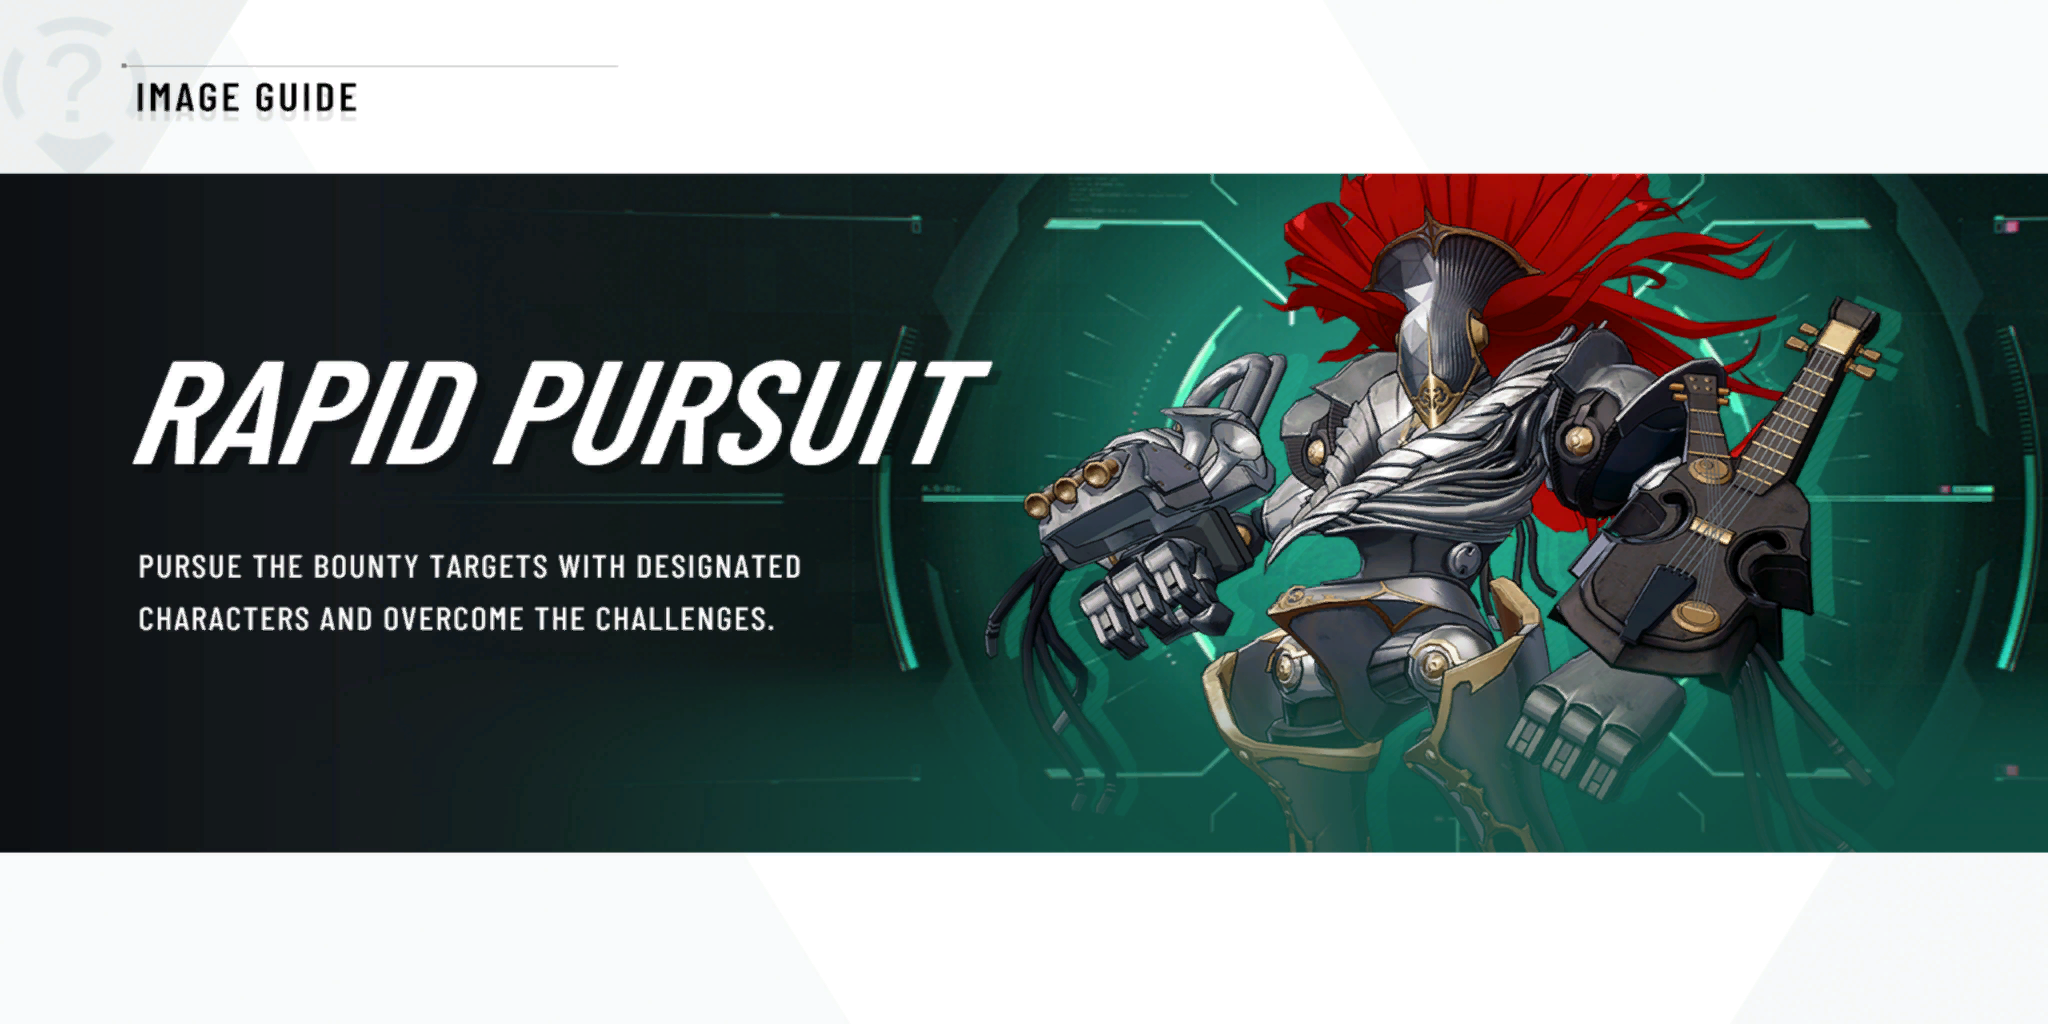 IMAGE GUIDE
RAPID PURSUIT
PURSUE THE BOUNTY TARGETS WITH DESIGNATED
CHARACTERS AND OVERCOME THE CHALLENGES.